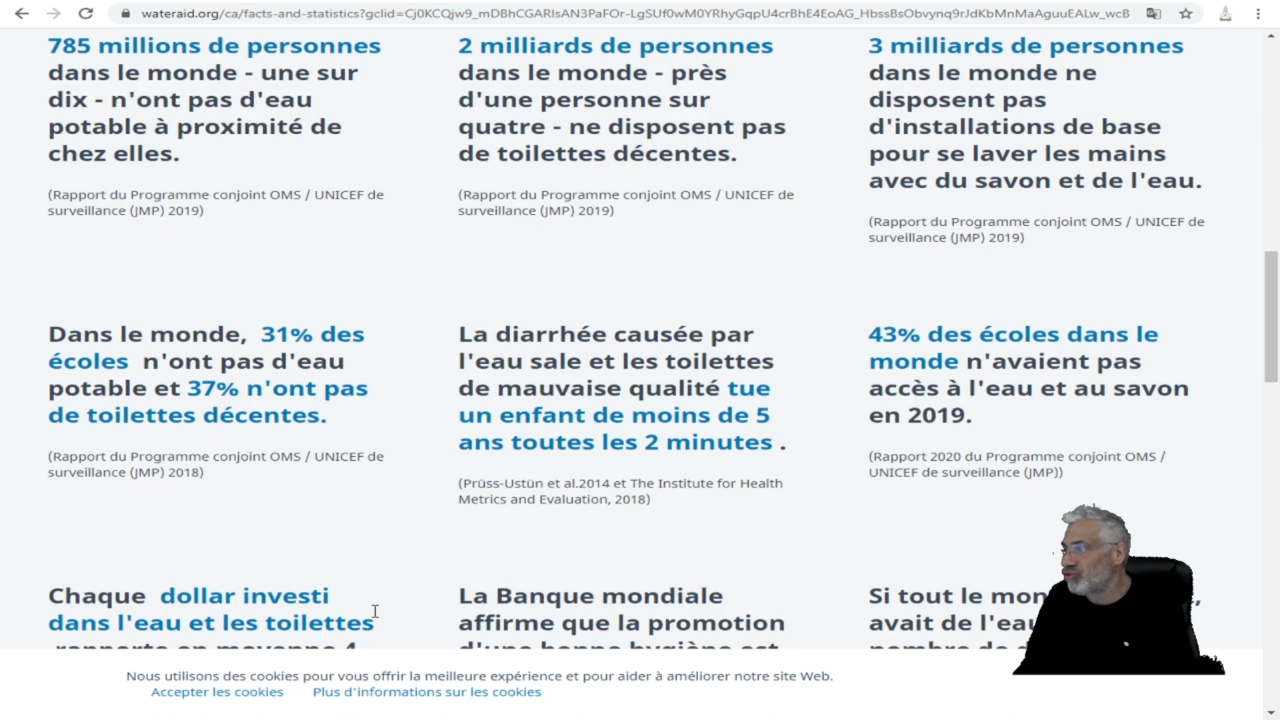 wateraid.org/ca/facts-and-statistics?gclid=Cj0KCQjw9_mDBhCGARIsAN3PaFOr-LgSUf0wM0YRhyGqpU4crBhE4EoAG_HbssBsObvynq9rJdKbMnMaAguuEALw_wcB
785 millions de personnes
dans le monde - une sur
dix - n'ont pas d'eau
potable à proximité de
chez elles.
(Rapport du Programme conjoint OMS / UNICEF de
surveillance (JMP) 2019)
2 milliards de personnes
dans le monde - près
d'une personne sur
quatre - ne disposent pas
de toilettes décentes.
(Rapport du Programme conjoint OMS / UNICEF de
surveillance (JMP) 2019)
3 milliards de personnes
dans le monde ne
disposent pas
d'installations de base
pour se laver les mains
avec du savon et de l'eau.
(Rapport du Programme conjoint OMS / UNICEF de
surveillance (JMP) 2019)
Dans le monde, 31% des
écoles n'ont pas d'eau
potable et 37% n'ont pas
de toilettes décentes.
(Rapport du Programme conjoint OMS / UNICEF de
surveillance (JMP) 2018)
La diarrhée causée par
l'eau sale et les toilettes
de mauvaise qualité tue
un enfant de moins de 5
ans toutes les 2 minutes .
(Prüss-Ustün et al.2014 et The Institute for Health
Metrics and Evaluation, 2018)
43% des écoles dans le
monde n'avaient pas
accès à l'eau et au savon
en 2019.
(Rapport 2020 du Programme conjoint OMS /
UNICEF de surveillance (JMP))
Chaque dollar investi
dans l'eau et les toilettes
rapporte en moyenne 4
La Banque mondiale
affirme que la promotion
d'une bonne hygiène est
Si tout le
avait de
nombre de
Nous utilisons des cookies pour vous offrir la meilleure expérience et pour aider à améliorer notre site Web.
Accepter les cookies Plus d'informations sur les cookies